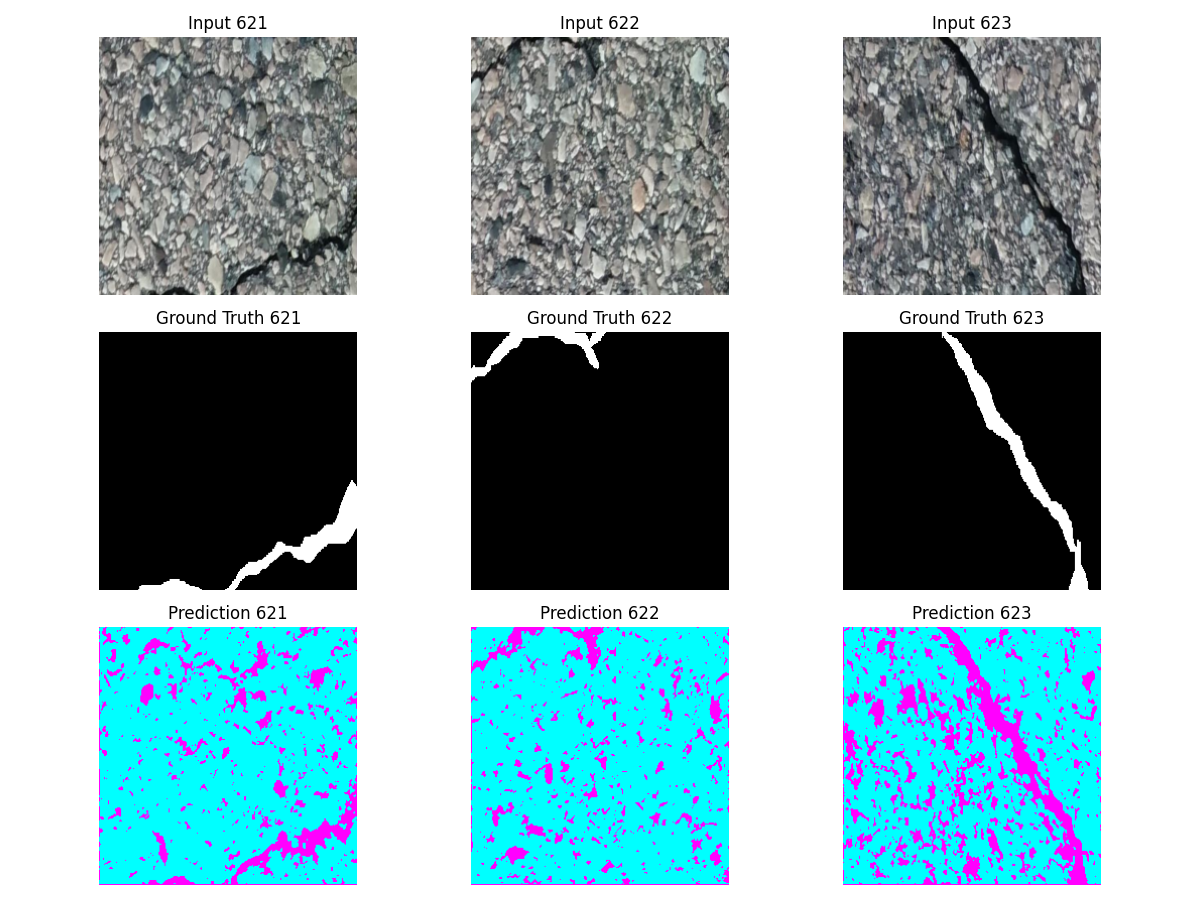 Input 621
Input 622
Input 623
Ground Truth 621
Ground Truth 622
Ground Truth 623
Prediction 621
Prediction 622
Prediction 623